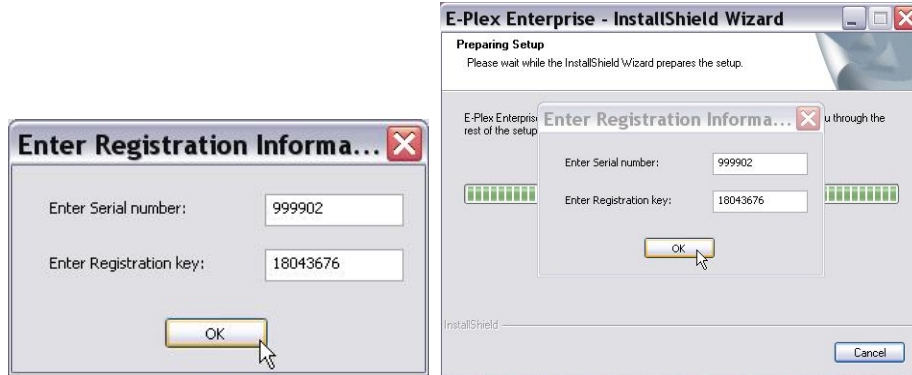 Enter Registration Informa...
Enter Serial number: 999902
Enter Registration key: 18043676
OK
E-Plex Enterprise - InstallShield Wizard
Preparing Setup
Please wait while the InstallShield Wizard prepares the setup.
E-Plex Enterpris u through the
rest of the setup
Enter Registration Informa...
Enter Serial number: 999902
Enter Registration key: 18043676
OK
InstallShield
Cancel